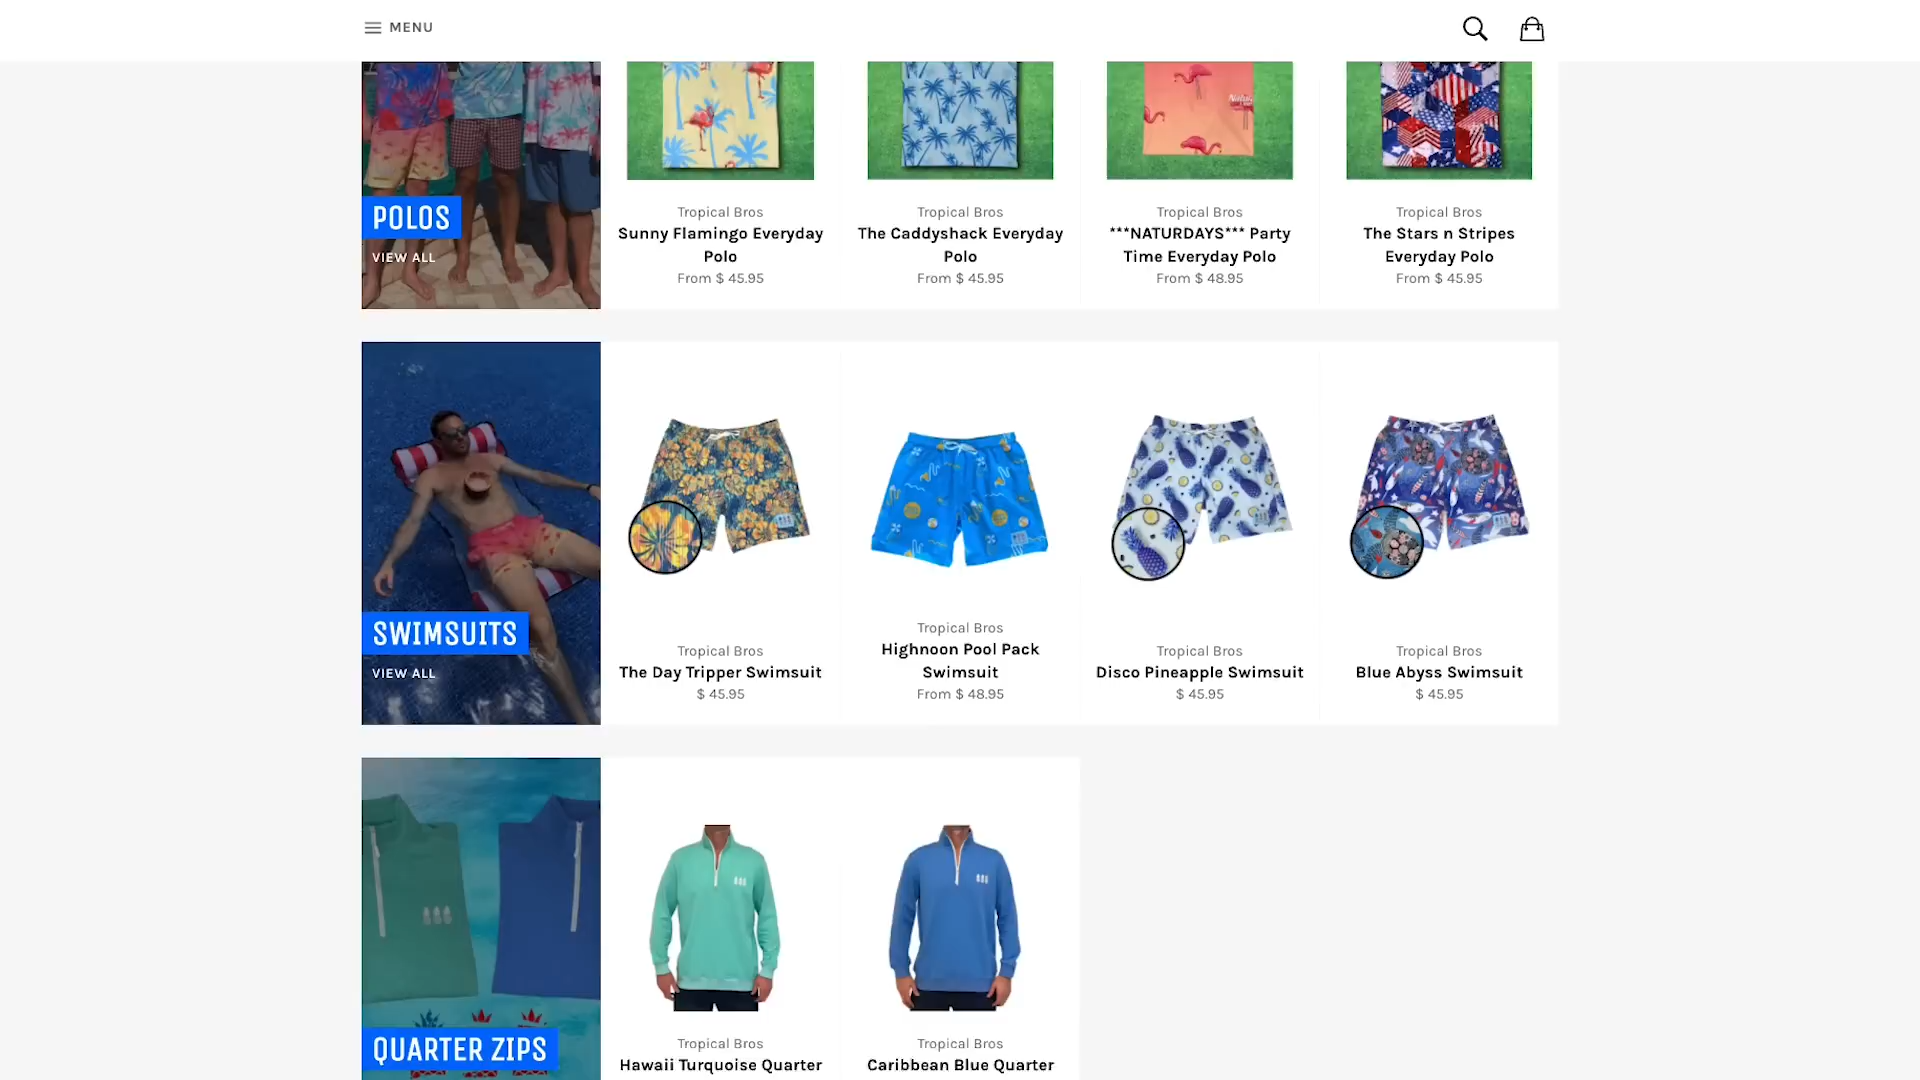 MENU
POLOS
VIEW ALL
Tropical Bros
Sunny Flamingo Everyday
Polo
From $ 45.95
Tropical Bros
The Caddyshack Everyday
Polo
From $ 45.95
Tropical Bros
***NATURDAYS*** Party
Time Everyday Polo
From $ 48.95
Tropical Bros
The Stars n Stripes
Everyday Polo
From $ 45.95
SWIMSUITS
VIEW ALL
Tropical Bros
The Day Tripper Swimsuit
$ 45.95
Tropical Bros
Highnoon Pool Pack
Swimsuit
From $ 48.95
Tropical Bros
Disco Pineapple Swimsuit
$ 45.95
Tropical Bros
Blue Abyss Swimsuit
$ 45.95
QUARTER ZIPS
Tropical Bros
Hawaii Turquoise Quarter
Tropical Bros
Caribbean Blue Quarter